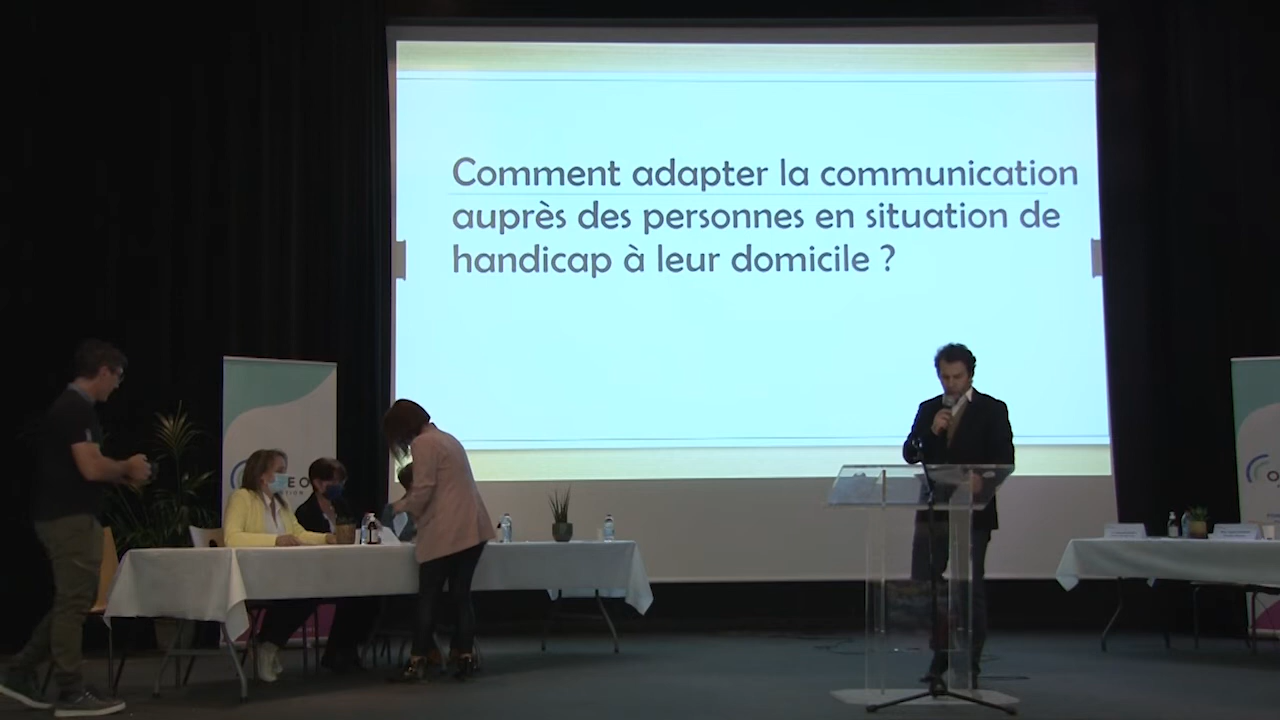 Comment adapter la communication
auprès des personnes en situation de
handicap à leur domicile ?